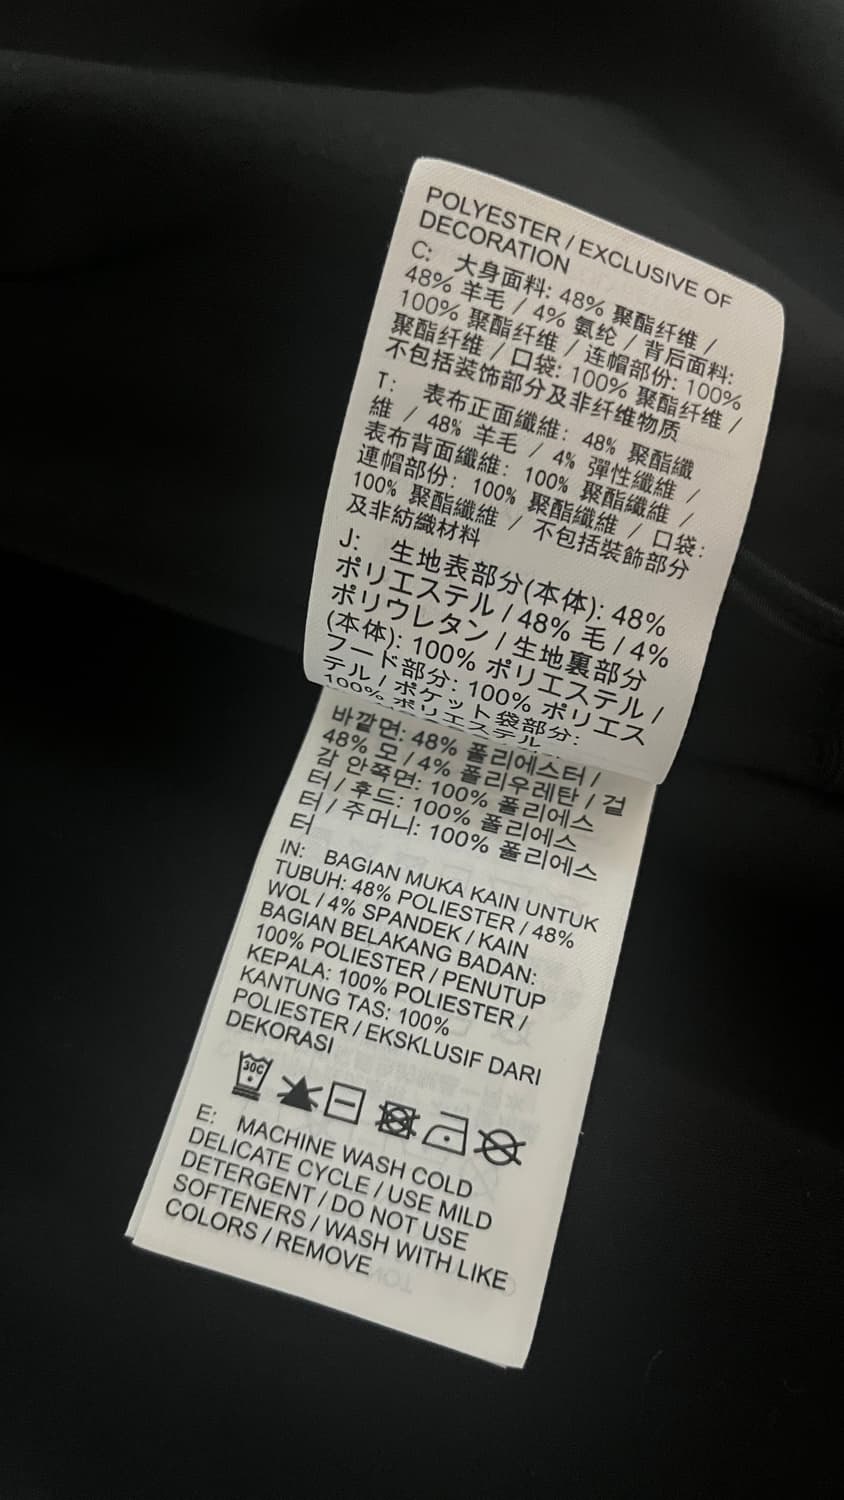 POLYESTER / EXCLUSIVE OF
DECORATION
C: 大身面料: 48% 聚酯纤维 /
48% 羊毛 / 4% 氨纶 / 背后面料:
100% 聚酯纤维 / 连帽部份: 100%
聚酯纤维 / 口袋: 100% 聚酯纤维 /
不包括装饰部分及非纤维物质
T: 表布正面纖維: 48% 聚酯纖
維 / 48% 羊毛 / 4% 彈性纖維 /
表布背面纖維: 100% 聚酯纖維 /
連帽部份: 100% 聚酯纖維 / 口袋:
100% 聚酯纖維 / 不包括裝飾部分
及非紡織材料
J: 生地表部分(本体): 48%
ポリエステル / 48% 毛 / 4%
ポリウレタン / 生地裏部分
(本体): 100% ポリエステル /
フード部分: 100% ポリエス
テル / ポケット袋部分:
100% ポリエステル
바깥면: 48% 폴리에스터 /
48% 모 / 4% 폴리우레탄 / 겉
감 안쪽면: 100% 폴리에스
터 / 후드: 100% 폴리에스
터 / 주머니: 100% 폴리에스
터
IN: BAGIAN MUKA KAIN UNTUK
TUBUH: 48% POLIESTER / 48%
WOL / 4% SPANDEK / KAIN
BAGIAN BELAKANG BADAN:
100% POLIESTER / PENUTUP
KEPALA: 100% POLIESTER /
KANTUNG TAS: 100%
POLIESTER / EKSKLUSIF DARI
DEKORASI
30C
E: MACHINE WASH COLD
DELICATE CYCLE / USE MILD
DETERGENT / DO NOT USE
SOFTENERS / WASH WITH LIKE
COLORS / REMOVE